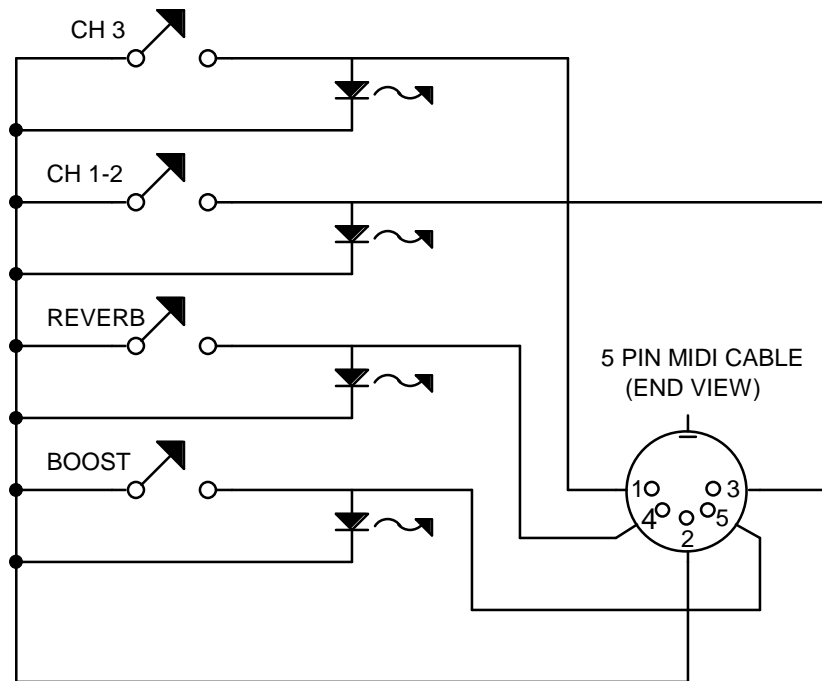 CH 3
CH 1-2
REVERB
5 PIN MIDI CABLE
(END VIEW)
BOOST
1 3
4 5
2